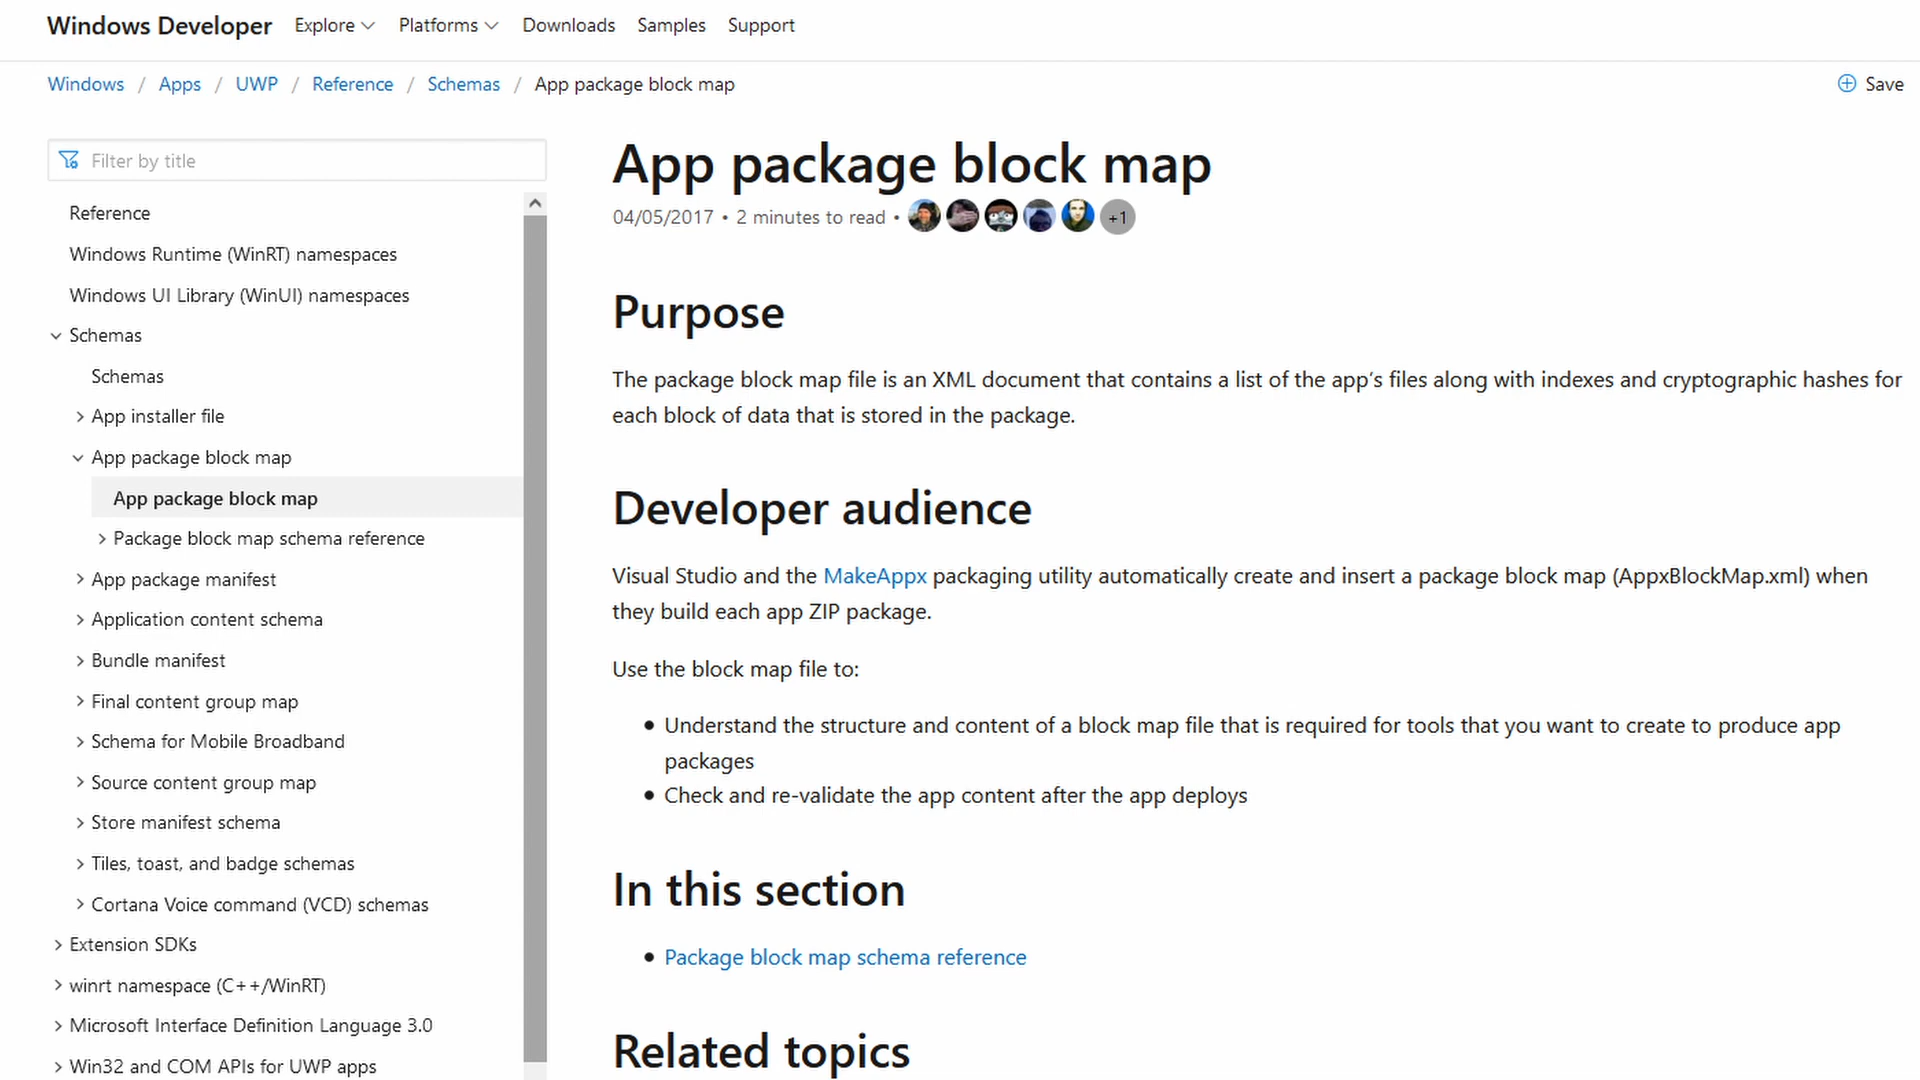 Windows Developer Explore Platforms Downloads Samples Support
Windows / Apps / UWP / Reference / Schemas / App package block map
Save
Filter by title
Reference
Windows Runtime (WinRT) namespaces
Windows UI Library (WinUI) namespaces
Schemas
Schemas
App installer file
App package block map
App package block map
Package block map schema reference
App package manifest
Application content schema
Bundle manifest
Final content group map
Schema for Mobile Broadband
Source content group map
Store manifest schema
Tiles, toast, and badge schemas
Cortana Voice command (VCD) schemas
Extension SDKs
winrt namespace (C++/WinRT)
Microsoft Interface Definition Language 3.0
Win32 and COM APIs for UWP apps
App package block map
04/05/2017 • 2 minutes to read • +1
Purpose
The package block map file is an XML document that contains a list of the app's files along with indexes and cryptographic hashes for
each block of data that is stored in the package.
Developer audience
Visual Studio and the MakeAppx packaging utility automatically create and insert a package block map (AppxBlockMap.xml) when
they build each app ZIP package.
Use the block map file to:
• Understand the structure and content of a block map file that is required for tools that you want to create to produce app
packages
• Check and re-validate the app content after the app deploys
In this section
• Package block map schema reference
Related topics